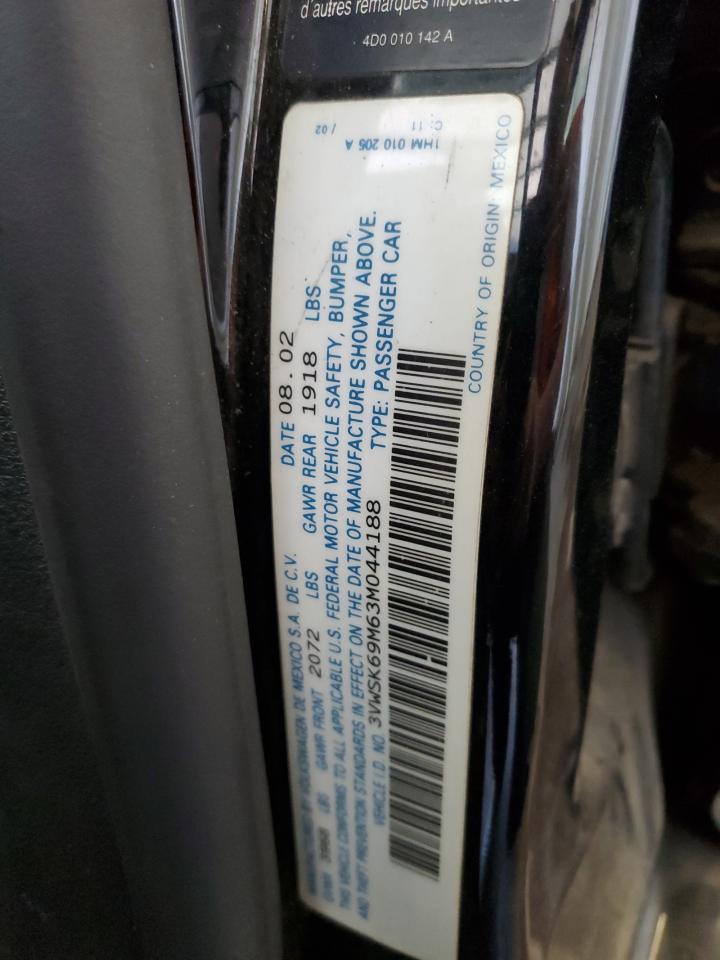 d'autres remarques importantes
4D0 010 142 A
MANUFACTURED BY VOLKSWAGEN DE MEXICO S.A. DE C.V. DATE 08.02
GVWR 3968 LBS GAWR FRONT 2072 LBS GAWR REAR 1918 LBS
THIS VEHICLE CONFORMS TO ALL APPLICABLE U.S. FEDERAL MOTOR VEHICLE SAFETY, BUMPER,
AND THEFT PREVENTION STANDARDS IN EFFECT ON THE DATE OF MANUFACTURE SHOWN ABOVE.
VEHICLE I.D. NO. 3VWSK69M63M044188 TYPE: PASSENGER CAR
COUNTRY OF ORIGIN: MEXICO
1HM 010 205 A
/ 02